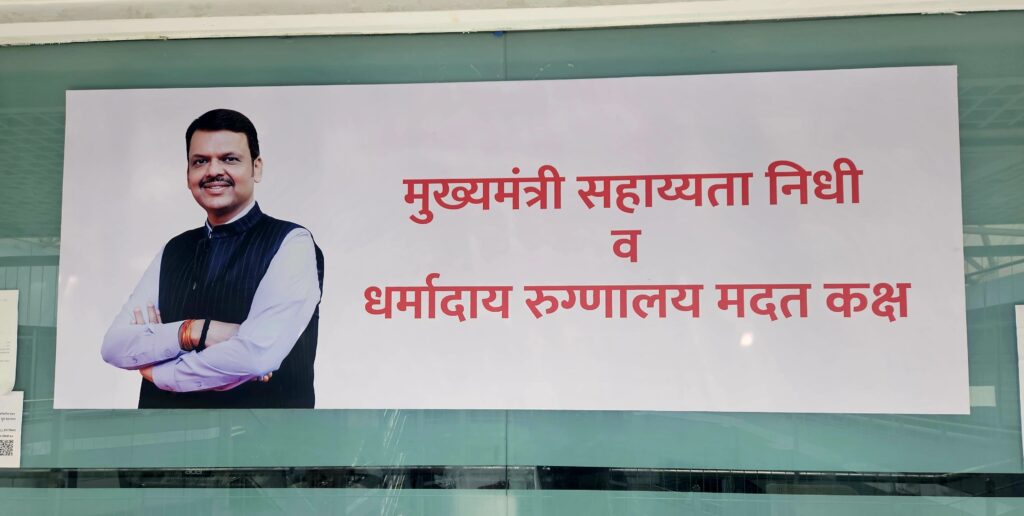 मुख्यमंत्री सहाय्यता निधी
व
धर्मादाय रुग्णालय मदत कक्ष